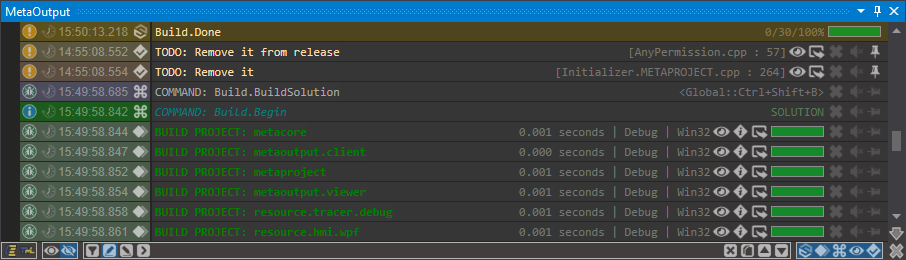 MetaOutput
15:50:13.218 Build.Done 0/30/100%
14:55:08.552 TODO: Remove it from release [AnyPermission.cpp : 57]
14:55:08.554 TODO: Remove it [Initializer.METAPROJECT.cpp : 264]
15:49:58.685 COMMAND: Build.BuildSolution <Global::Ctrl+Shift+B>
15:49:58.842 COMMAND: Build.Begin SOLUTION
15:49:58.844 BUILD PROJECT: metacore 0.001 seconds | Debug | Win32
15:49:58.847 BUILD PROJECT: metaoutput.client 0.000 seconds | Debug | Win32
15:49:58.852 BUILD PROJECT: metaproject 0.001 seconds | Debug | Win32
15:49:58.854 BUILD PROJECT: metaoutput.viewer 0.001 seconds | Debug | Win32
15:49:58.858 BUILD PROJECT: resource.tracer.debug 0.001 seconds | Debug | Win32
15:49:58.861 BUILD PROJECT: resource.hmi.wpf 0.001 seconds | Debug | Win32